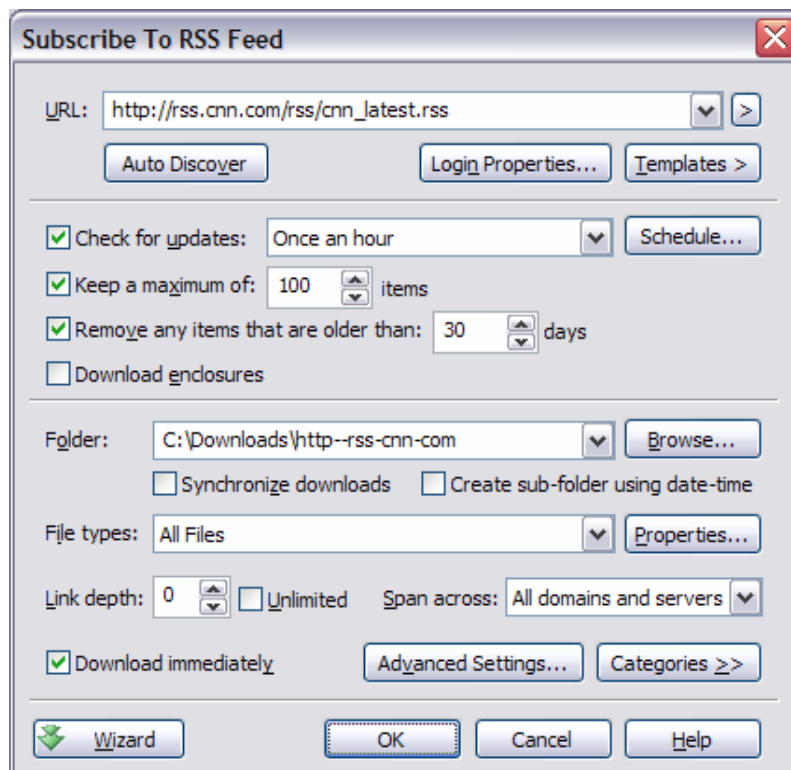 Subscribe To RSS Feed
URL: http://rss.cnn.com/rss/cnn_latest.rss >
Auto Discover Login Properties... Templates >
Check for updates: Once an hour Schedule...
Keep a maximum of: 100 items
Remove any items that are older than: 30 days
Download enclosures
Folder: C:\Downloads\http--rss-cnn-com Browse...
Synchronize downloads Create sub-folder using date-time
File types: All Files Properties...
Link depth: 0 Unlimited Span across: All domains and servers
Download immediately Advanced Settings... Categories >>
Wizard OK Cancel Help